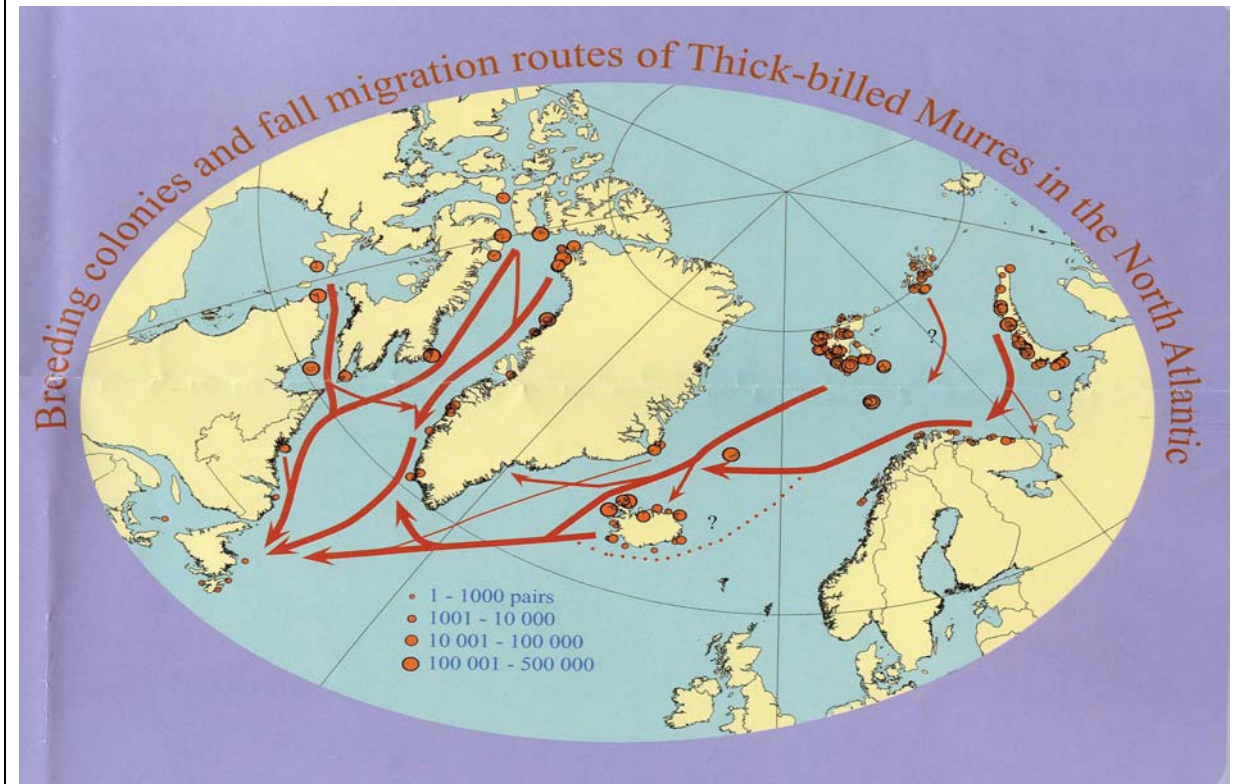 Breeding colonies and fall migration routes of Thick-billed Murres in the North Atlantic
?
?
1 - 1000 pairs
1001 - 10 000
10 001 - 100 000
100 001 - 500 000